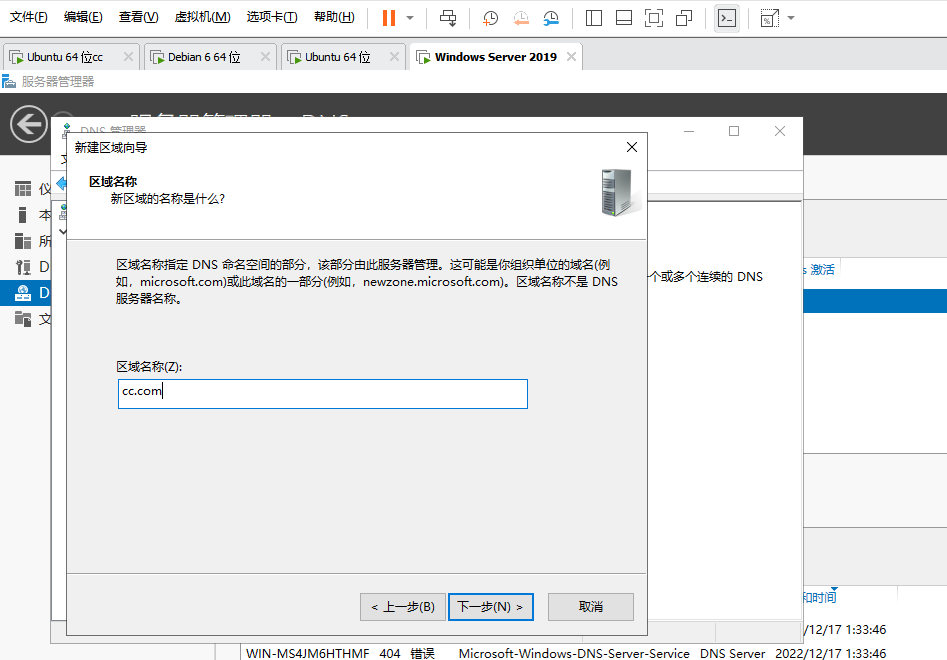 文件(F) 编辑(E) 查看(V) 虚拟机(M) 选项卡(T) 帮助(H)
Ubuntu 64 位cc Debian 6 64 位 Ubuntu 64 位 Windows Server 2019
服务器管理器
DNS 管理器
新建区域向导
区域名称
新区域的名称是什么?
仪
本
所
D
D
文
区域名称指定 DNS 命名空间的部分，该部分由此服务器管理。这可能是你组织单位的域名(例
如，microsoft.com)或此域名的一部分(例如，newzone.microsoft.com)。区域名称不是 DNS
服务器名称。
个或多个连续的 DNS
s 激活
区域名称(Z):
cc.com
< 上一步(B) 下一步(N) > 取消
和时间
/12/17 1:33:46
WIN-MS4JM6HTHMF 404 错误 Microsoft-Windows-DNS-Server-Service DNS Server 2022/12/17 1:33:46